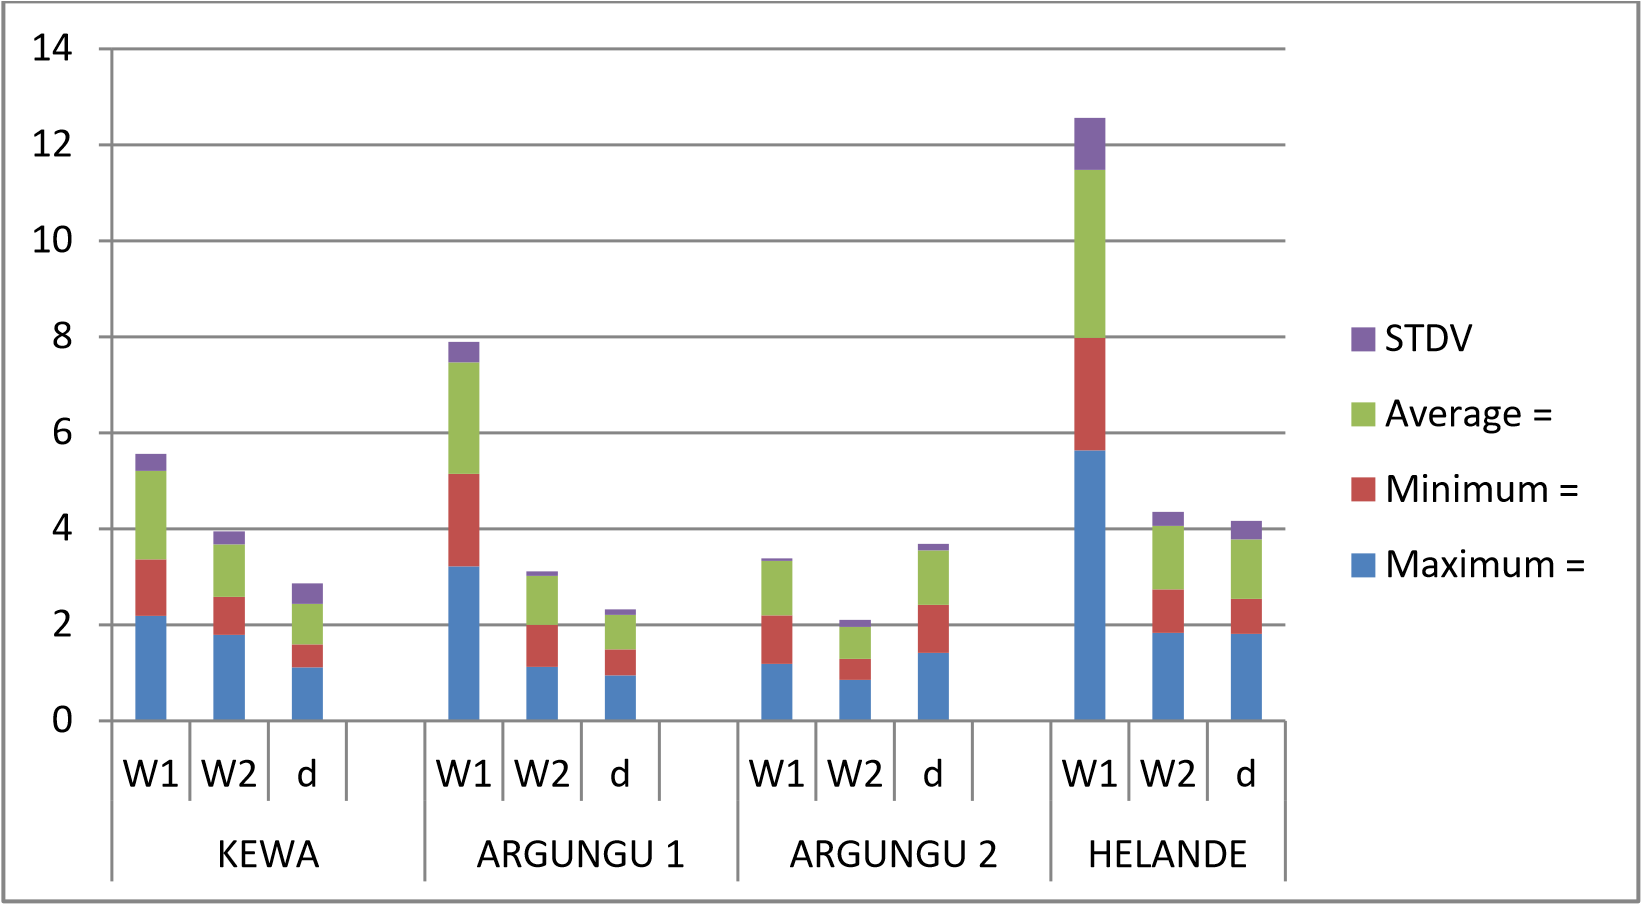 14
12
10
8
6
4
2
0
W1 W2 d W1 W2 d W1 W2 d W1 W2 d
KEWA ARGUNGU 1 ARGUNGU 2 HELANDE
STDV
Average =
Minimum =
Maximum =